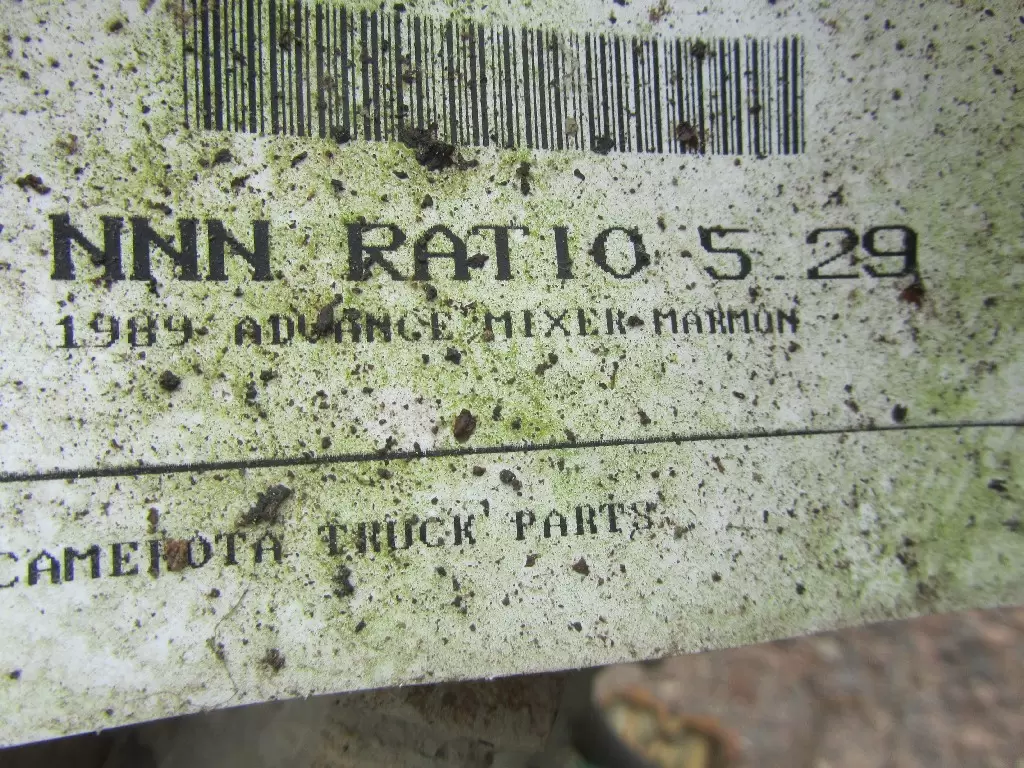 NNN RATIO 5.29
1989 ADVANCE MIXER MARMON
CAMEROTA TRUCK PARTS